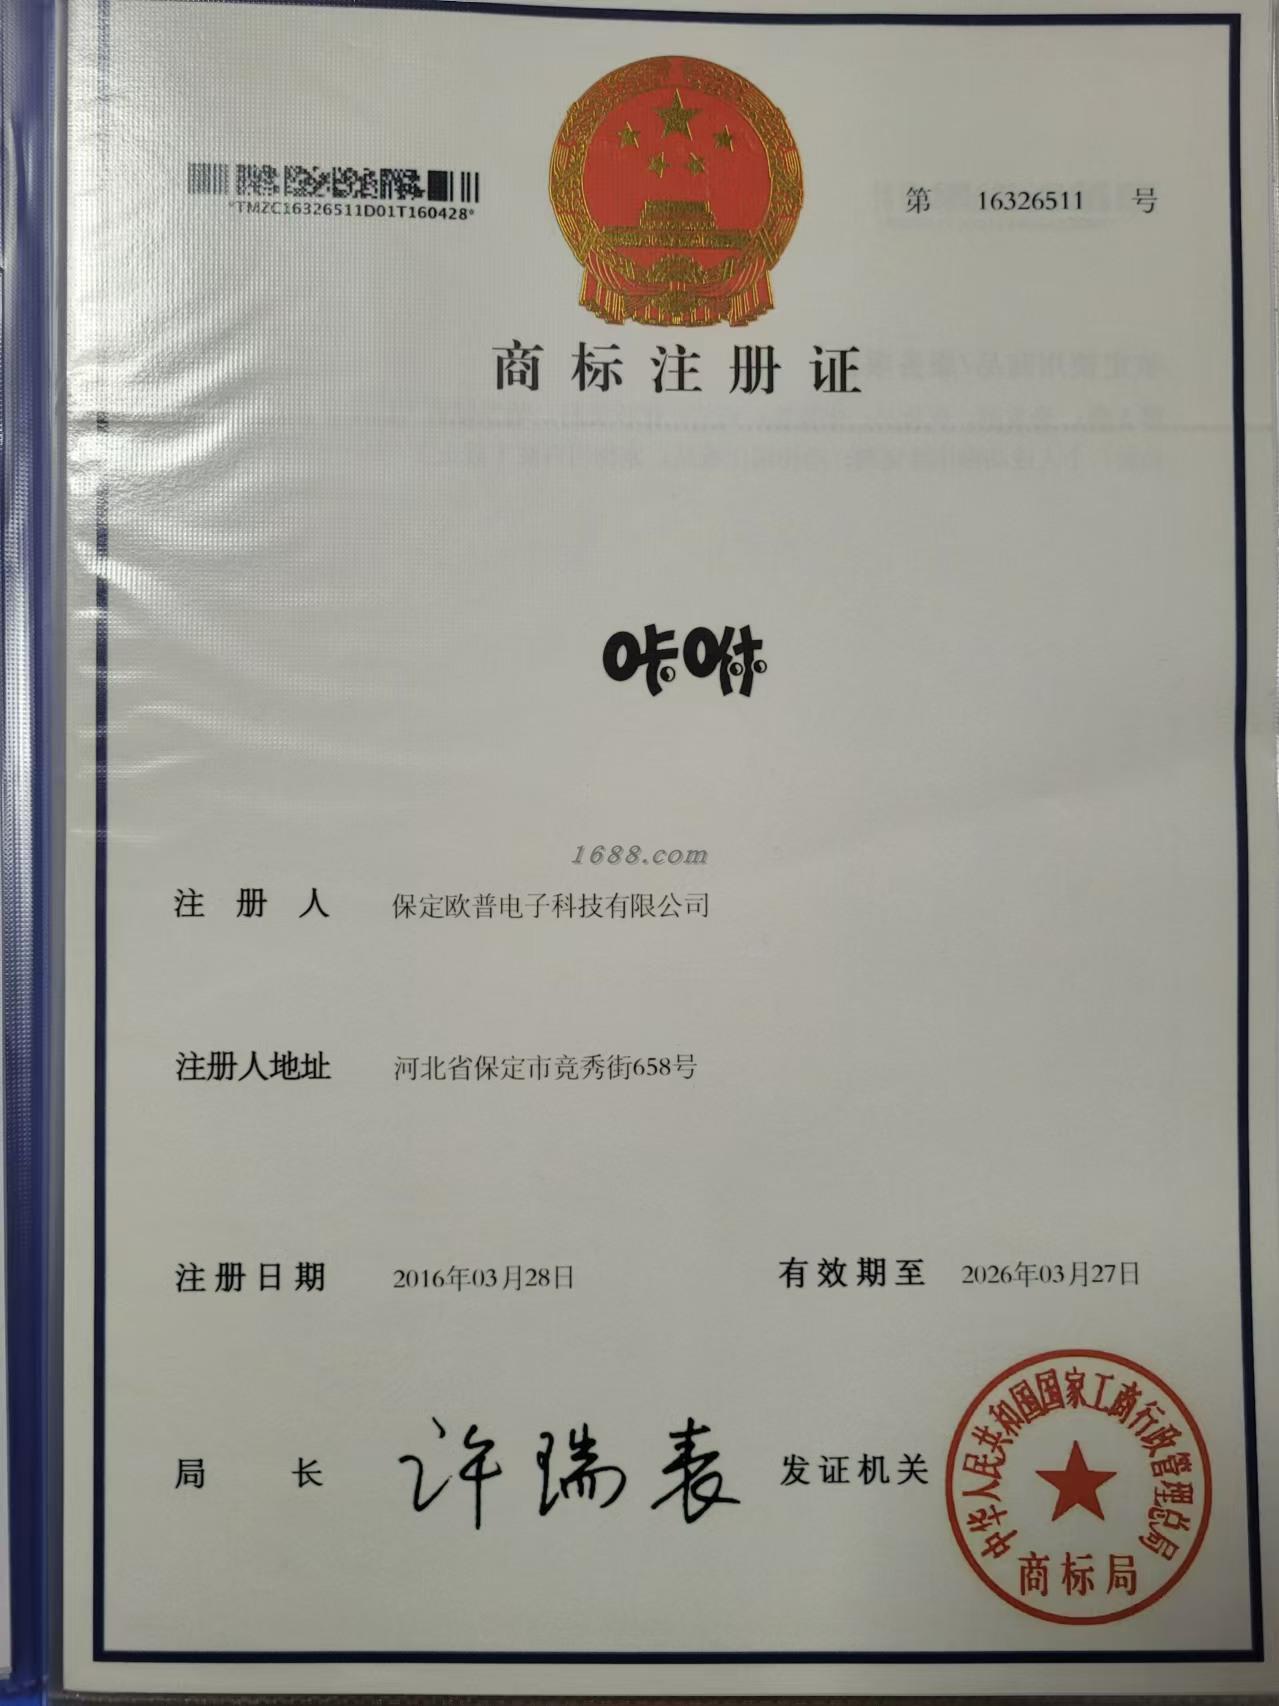 *TMZC16326511D01T160428*
第 16326511 号
商标注册证
1688.com
注册人 保定欧普电子科技有限公司
注册人地址 河北省保定市竞秀街658号
注册日期 2016年03月28日 有效期至 2026年03月27日
局长 许瑞表 发证机关
中华人民共和国国家工商行政管理总局
商标局